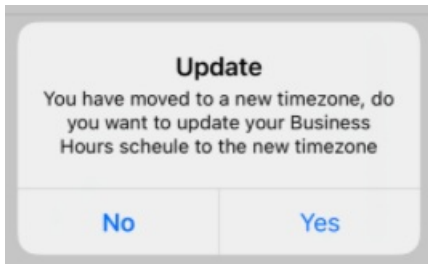 Update
You have moved to a new timezone, do
you want to update your Business
Hours scheule to the new timezone
No
Yes